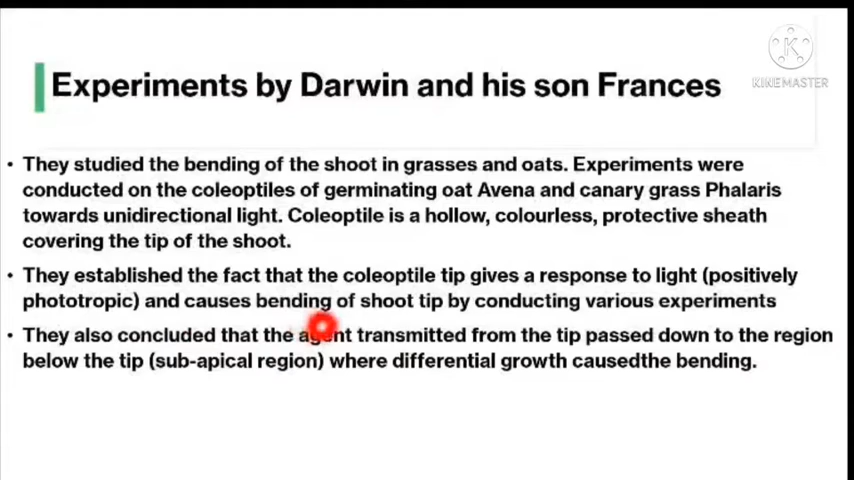 KINEMASTER
Experiments by Darwin and his son Frances
• They studied the bending of the shoot in grasses and oats. Experiments were
conducted on the coleoptiles of germinating oat Avena and canary grass Phalaris
towards unidirectional light. Coleoptile is a hollow, colourless, protective sheath
covering the tip of the shoot.
• They established the fact that the coleoptile tip gives a response to light (positively
phototropic) and causes bending of shoot tip by conducting various experiments
• They also concluded that the agent transmitted from the tip passed down to the region
below the tip (sub-apical region) where differential growth causedthe bending.